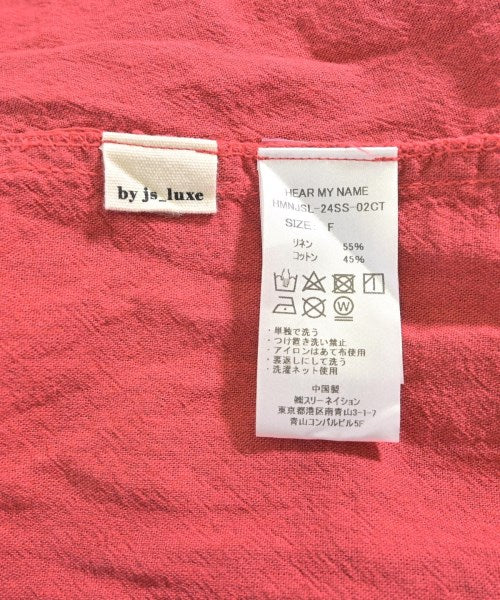 by js_luxe
HEAR MY NAME
HMNJSL-24SS-02CT
SIZE: F
リネン 55%
コットン 45%
・単独で洗う
・つけ置き洗い禁止
・アイロンはあて布使用
・裏返しにして洗う
・洗濯ネット使用
中国製
㈱スリーネイション
東京都港区南青山3-1-7
青山コンパルビル5F